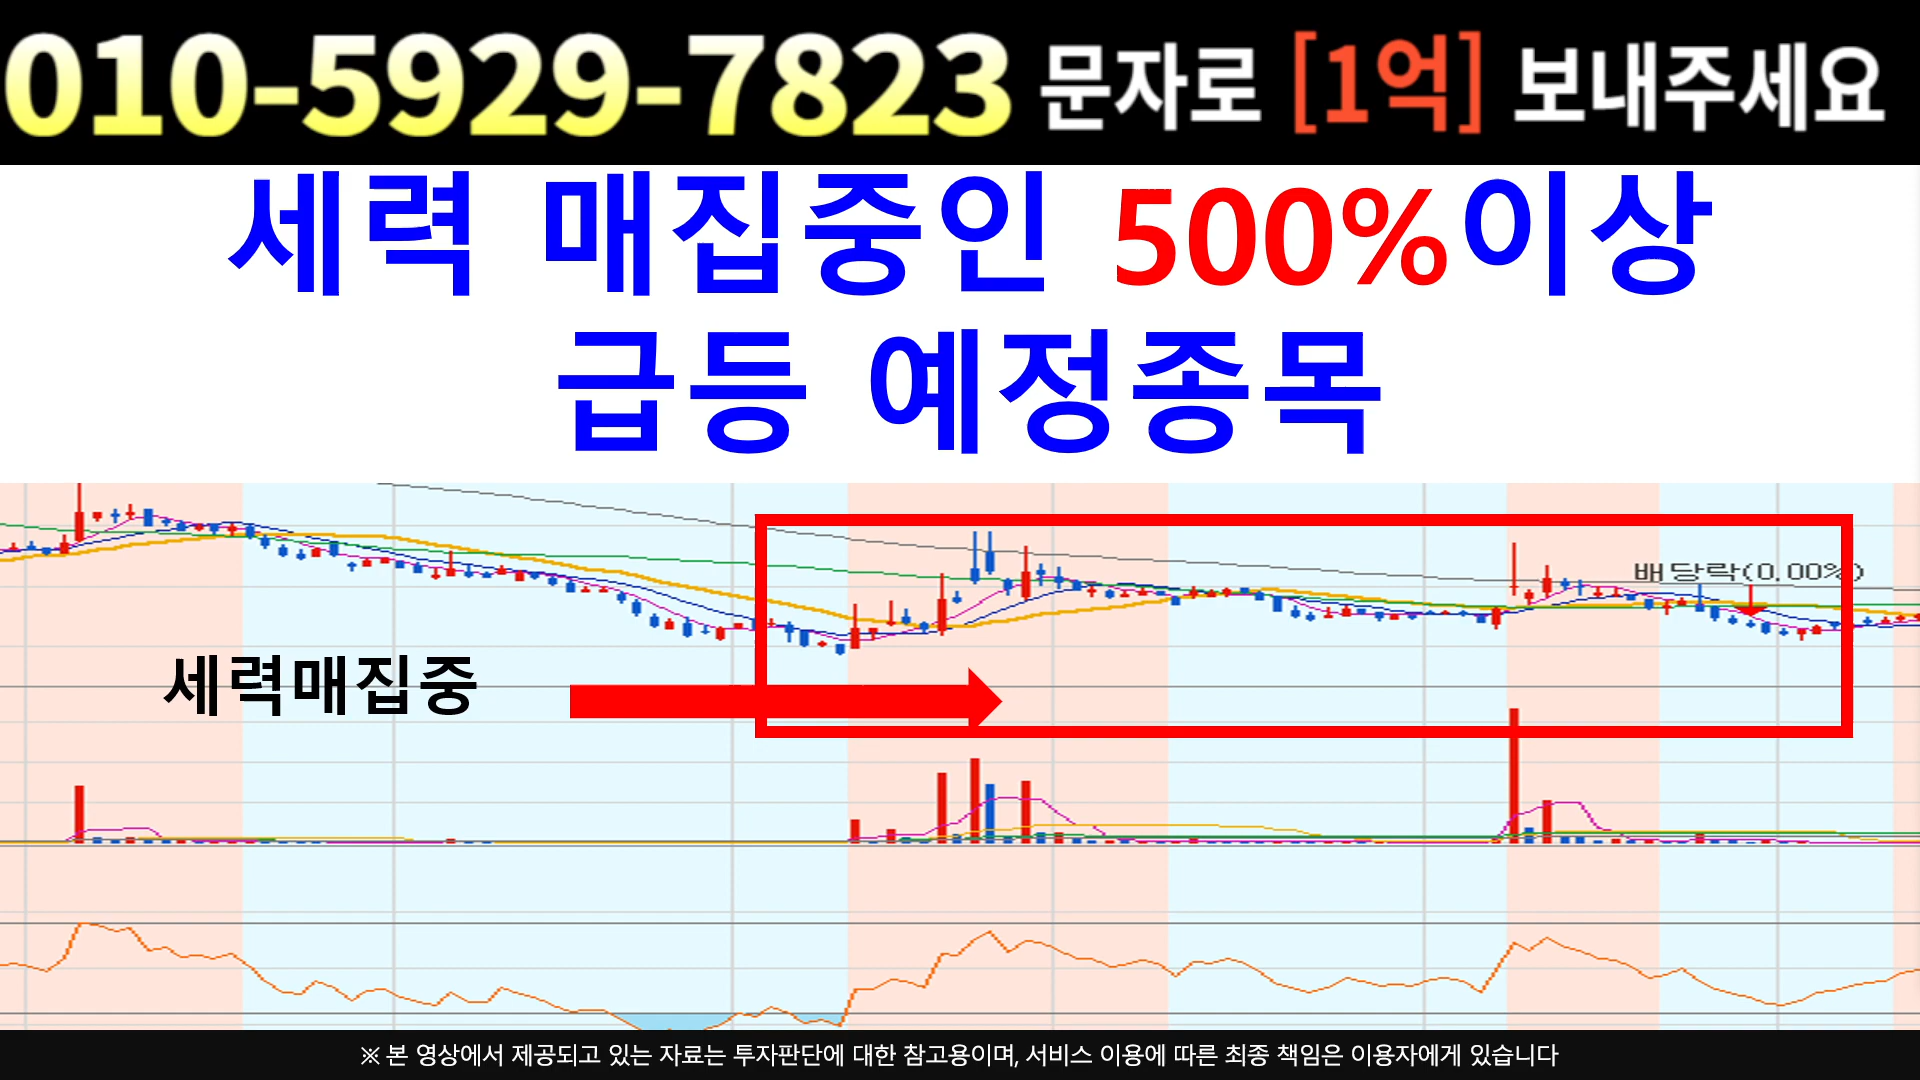 010-5929-7823 문자로 [1억] 보내주세요
세력 매집중인 500%이상
급등 예정종목
배당락(0.00%)
세력매집중
※ 본 영상에서 제공되고 있는 자료는 투자판단에 대한 참고용이며, 서비스 이용에 따른 최종 책임은 이용자에게 있습니다